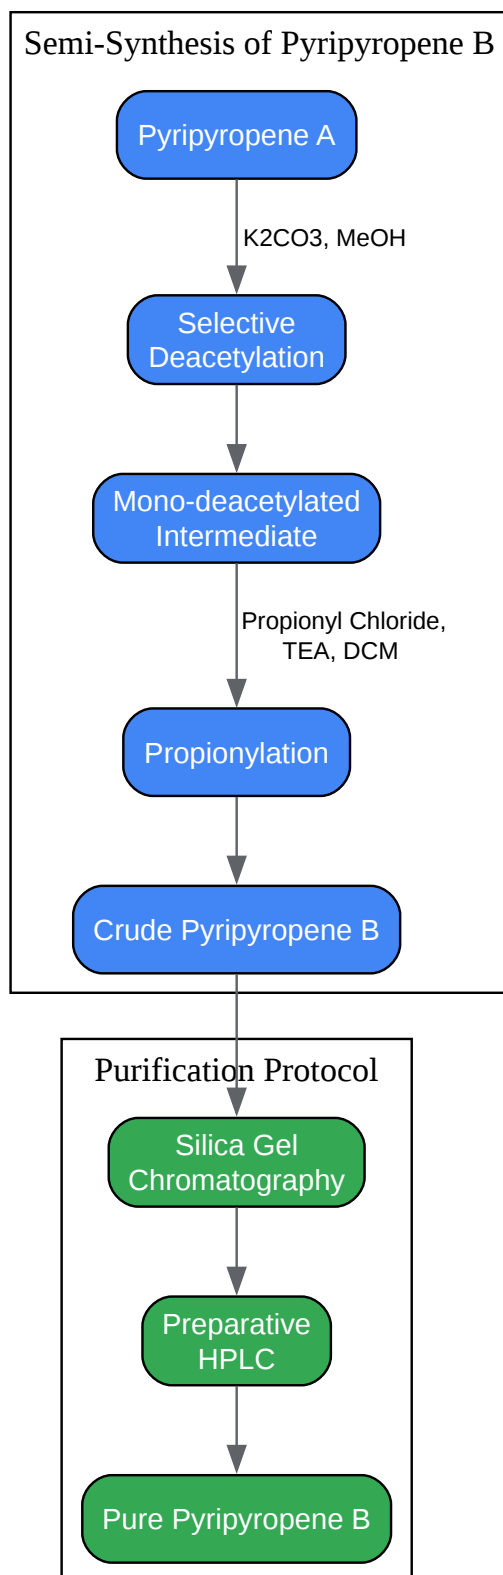 Semi-Synthesis of Pyripyropene B
Pyripyropene A
K2CO3, MeOH
Selective
Deacetylation
Mono-deacetylated
Intermediate
Propionyl Chloride,
TEA, DCM
Propionylation
Crude Pyripyropene B
Purification Protocol
Silica Gel
Chromatography
Preparative
HPLC
Pure Pyripyropene B